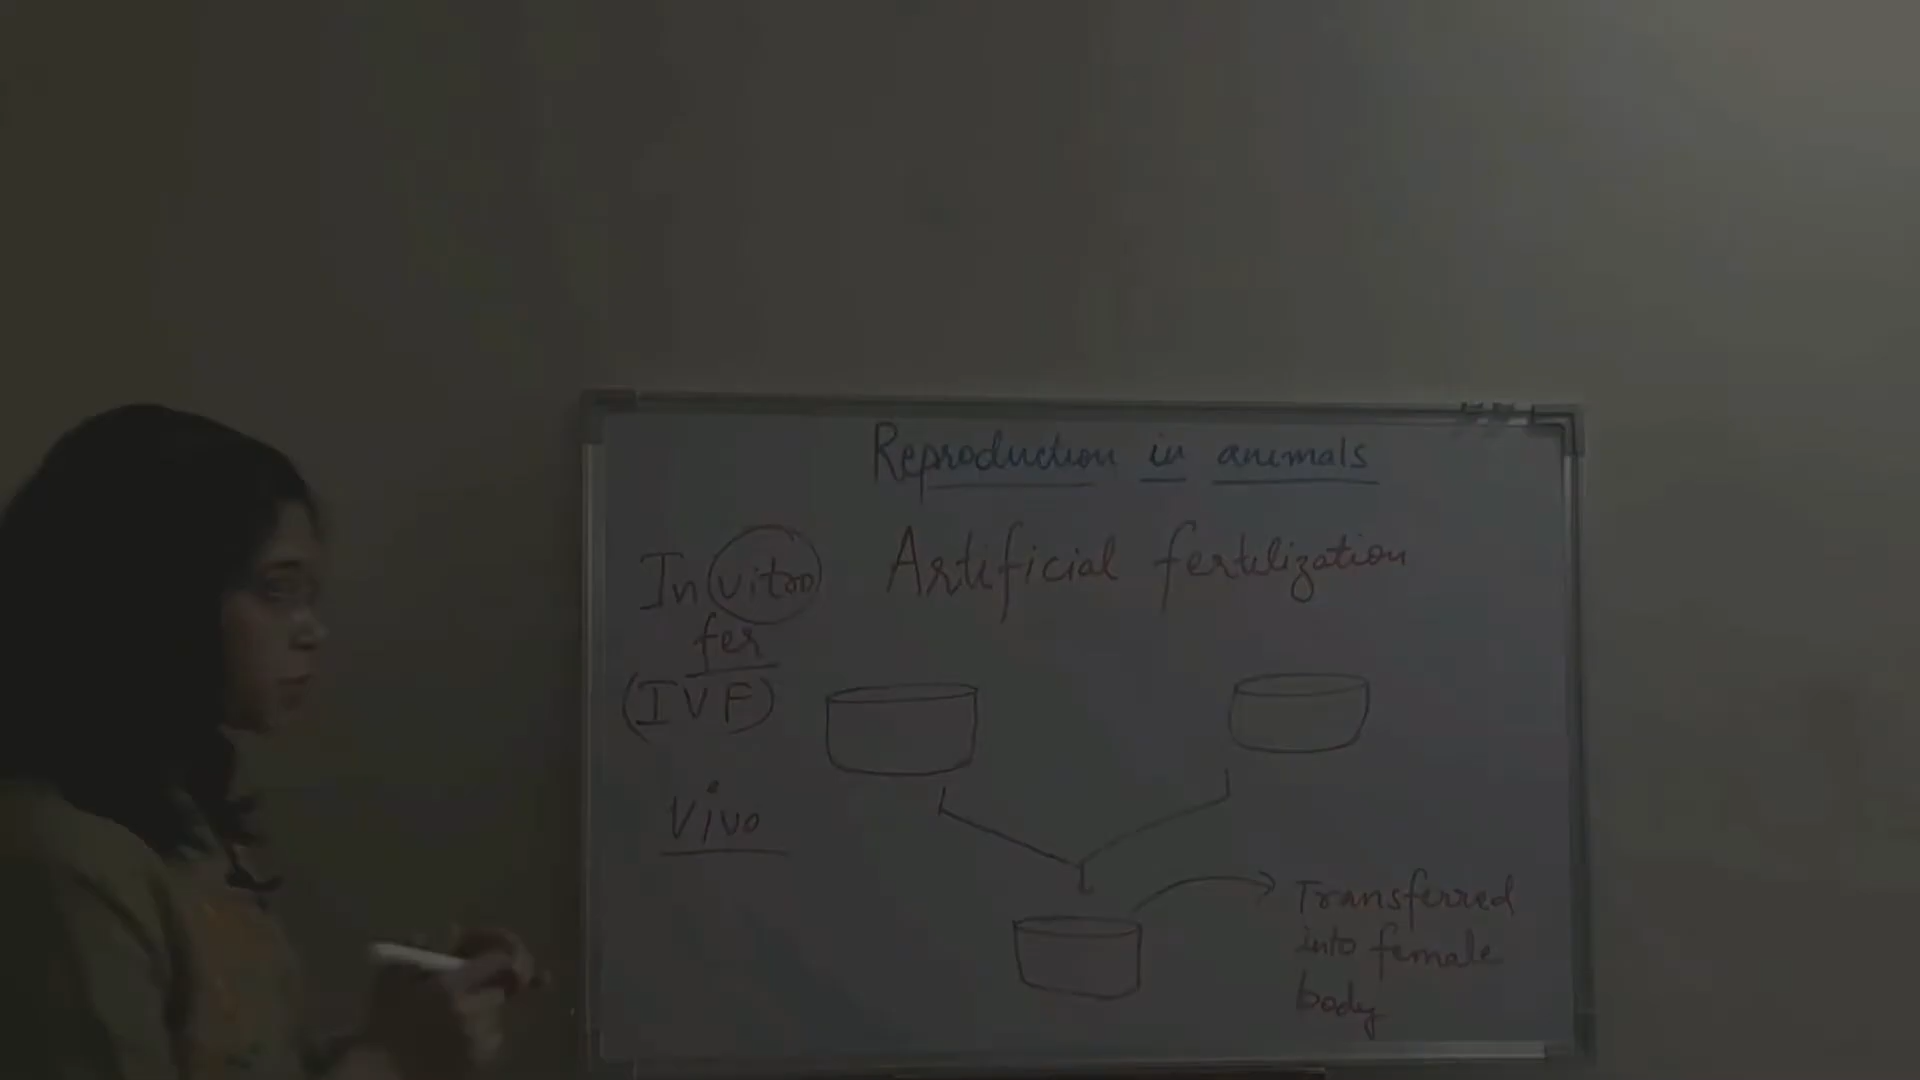 Reproduction in animals
Artificial fertilization
In vitro
fer
(IVF)
Vivo
Transferred
into female
body